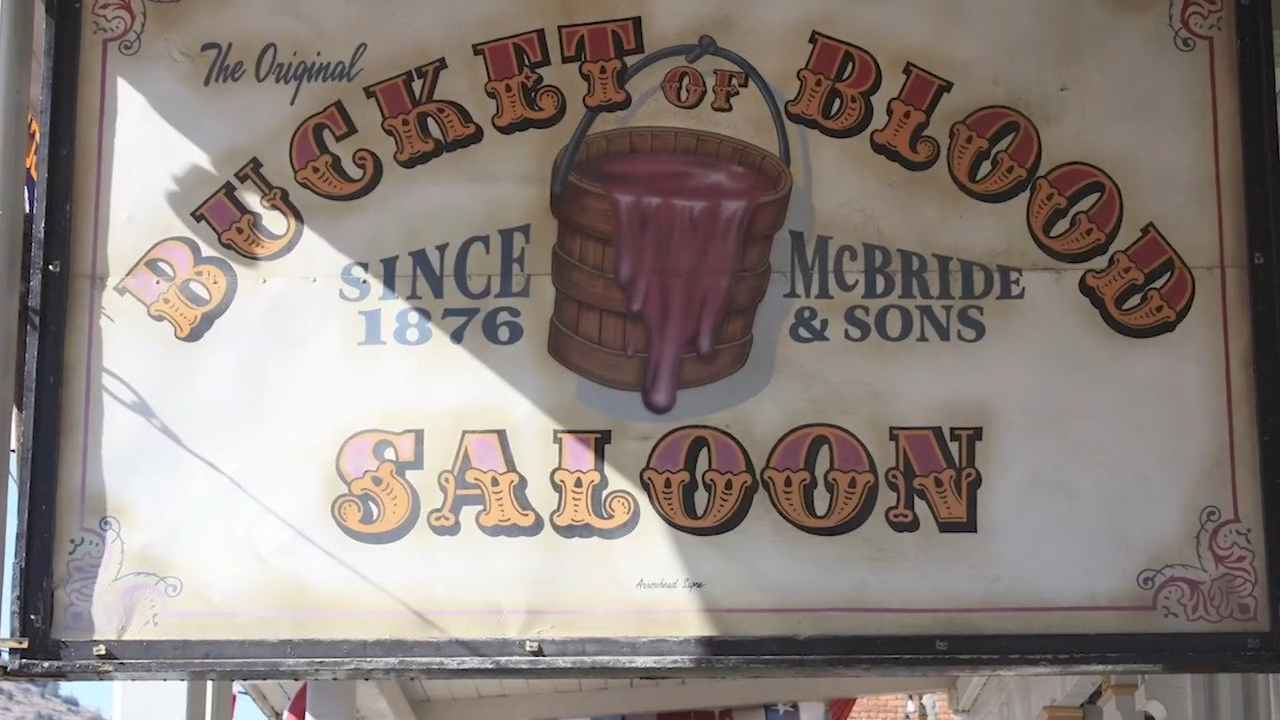 The Original
BUCKET OF BLOOD
SINCE
1876
McBRIDE
& SONS
SALOON
Arrowhead Signs